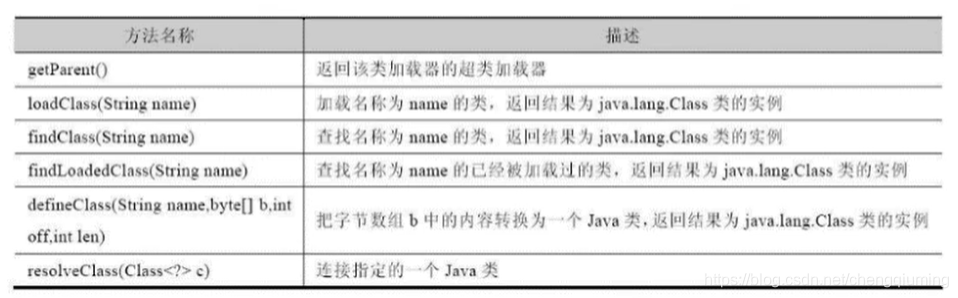 方法名称 描述
getParent() 返回该类加载器的超类加载器
loadClass(String name) 加载名称为 name 的类，返回结果为 java.lang.Class 类的实例
findClass(String name) 查找名称为 name 的类，返回结果为 java.lang.Class 类的实例
findLoadedClass(String name) 查找名称为 name 的已经被加载过的类，返回结果为 java.lang.Class 类的实例
defineClass(String name,byte[] b,int
off,int len)
把字节数组 b 中的内容转换为一个 Java 类，返回结果为 java.lang.Class 类的实例
resolveClass(Class<?> c) 连接指定的一个 Java 类
https://blog.csdn.net/chengqiuming